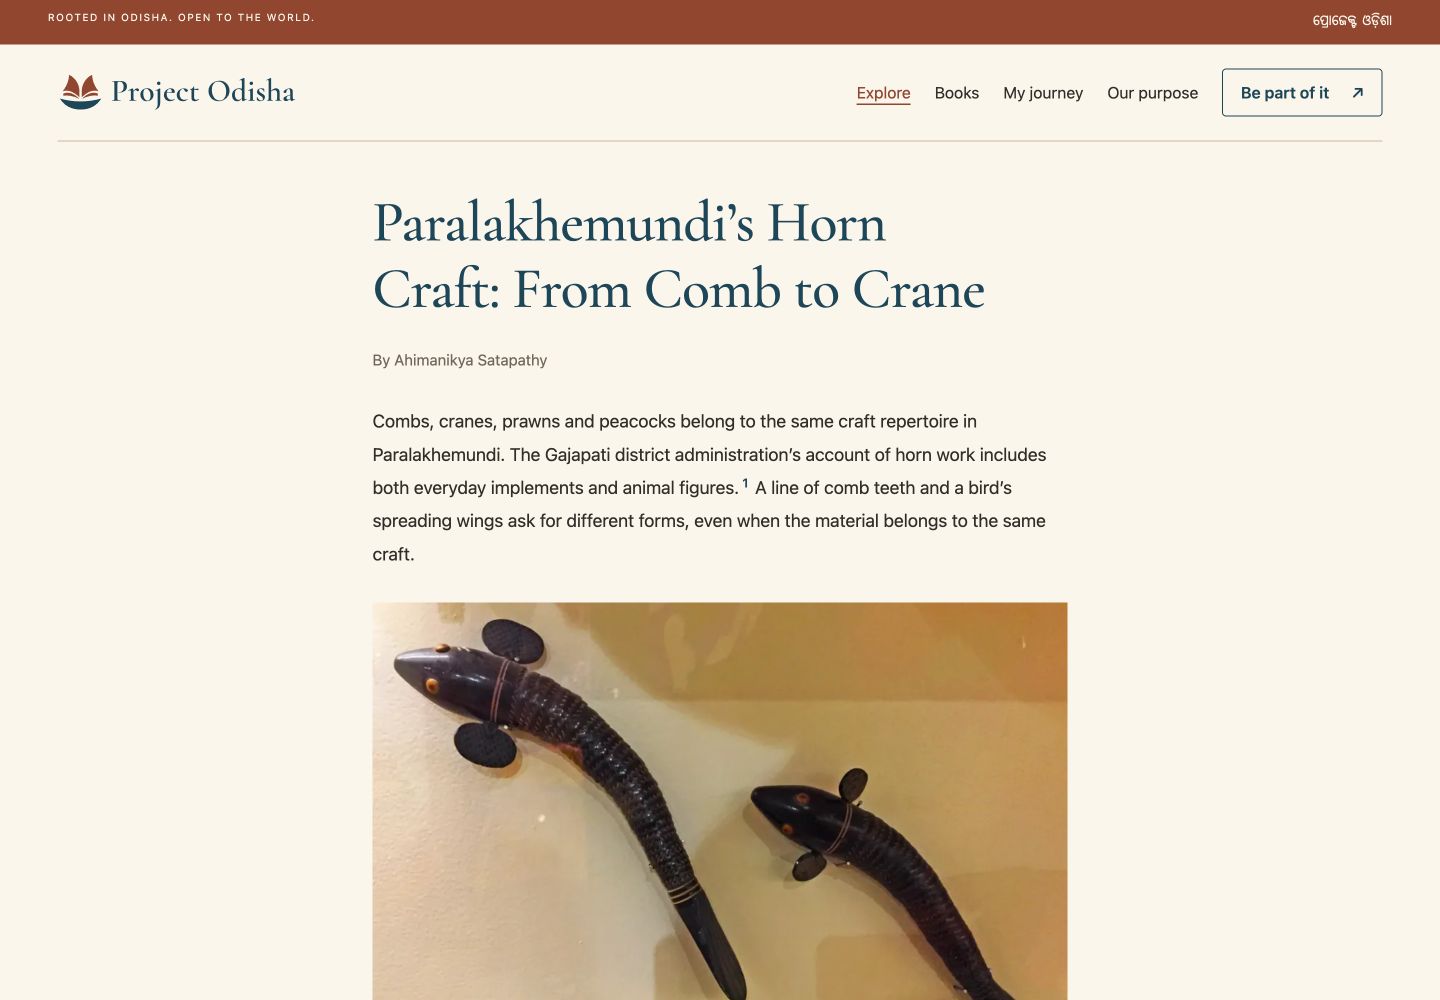 ROOTED IN ODISHA. OPEN TO THE WORLD.
ପ୍ରୋଜେକ୍ଟ ଓଡ଼ିଶା
Project Odisha
Explore
Books
My journey
Our purpose
Be part of it
Paralakhemundi’s Horn
Craft: From Comb to Crane
By Ahimanikya Satapathy
Combs, cranes, prawns and peacocks belong to the same craft repertoire in
Paralakhemundi. The Gajapati district administration’s account of horn work includes
both everyday implements and animal figures. 1 A line of comb teeth and a bird’s
spreading wings ask for different forms, even when the material belongs to the same
craft.